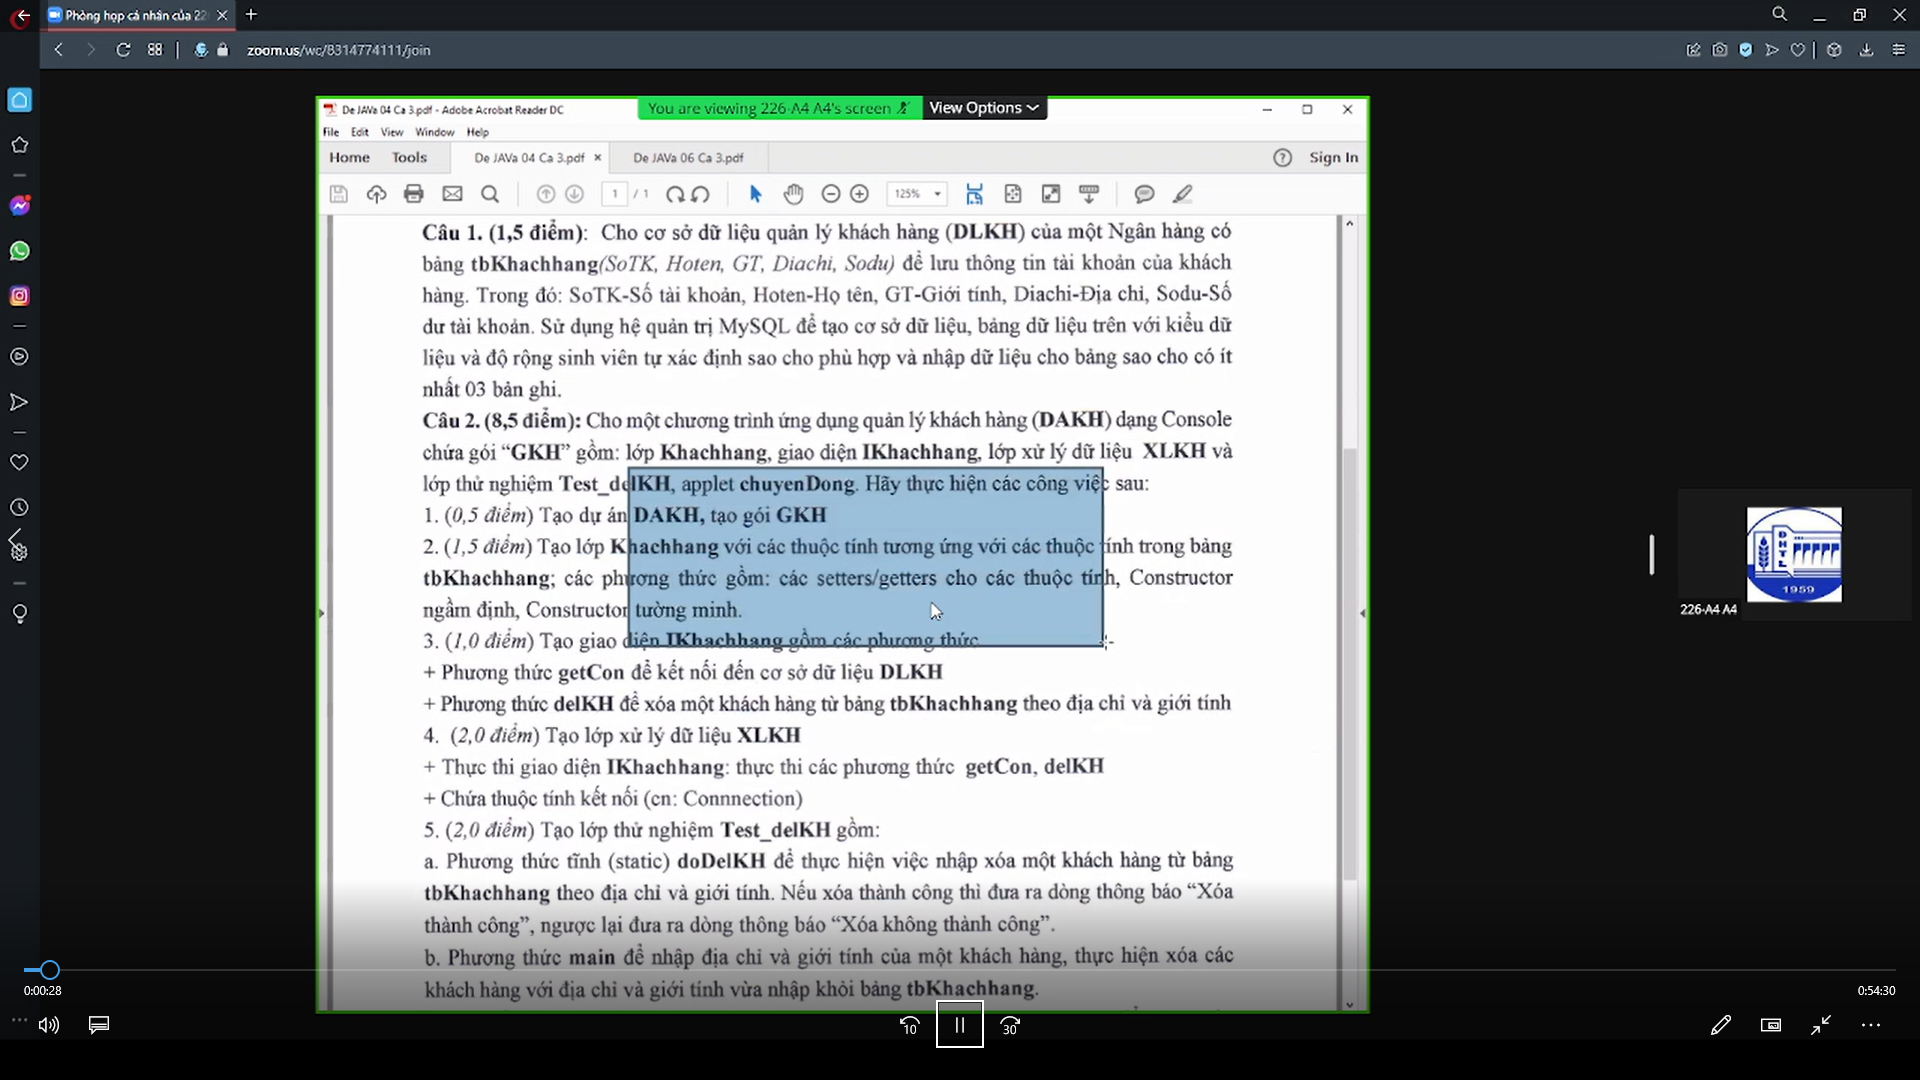 Phòng họp cá nhân của 22
zoom.us/wc/8314774111/join
De JAVa 04 Ca 3.pdf - Adobe Acrobat Reader DC
You are viewing 226-A4 A4's screen
View Options
File Edit View Window Help
Home Tools De JAVa 04 Ca 3.pdf De JAVa 06 Ca 3.pdf Sign In
1 / 1 125%
Câu 1. (1,5 điểm): Cho cơ sở dữ liệu quản lý khách hàng (DLKH) của một Ngân hàng có
bảng tbKhachhang(SoTK, Hoten, GT, Diachi, Sodu) để lưu thông tin tài khoản của khách
hàng. Trong đó: SoTK-Số tài khoản, Hoten-Họ tên, GT-Giới tính, Diachi-Địa chỉ, Sodu-Số
dư tài khoản. Sử dụng hệ quản trị MySQL để tạo cơ sở dữ liệu, bảng dữ liệu trên với kiểu dữ
liệu và độ rộng sinh viên tự xác định sao cho phù hợp và nhập dữ liệu cho bảng sao cho có ít
nhất 03 bản ghi.
Câu 2. (8,5 điểm): Cho một chương trình ứng dụng quản lý khách hàng (DAKH) dạng Console
chứa gói “GKH” gồm: lớp Khachhang, giao diện IKhachhang, lớp xử lý dữ liệu XLKH và
lớp thử nghiệm Test_delKH, applet chuyenDong. Hãy thực hiện các công việc sau:
1. (0,5 điểm) Tạo dự án DAKH, tạo gói GKH
2. (1,5 điểm) Tạo lớp Khachhang với các thuộc tính tương ứng với các thuộc tính trong bảng
tbKhachhang; các phương thức gồm: các setters/getters cho các thuộc tính, Constructor
ngầm định, Constructor tường minh.
3. (1,0 điểm) Tạo giao diện IKhachhang gồm các phương thức
+ Phương thức getCon để kết nối đến cơ sở dữ liệu DLKH
+ Phương thức delKH để xóa một khách hàng từ bảng tbKhachhang theo địa chỉ và giới tính
4. (2,0 điểm) Tạo lớp xử lý dữ liệu XLKH
+ Thực thi giao diện IKhachhang: thực thi các phương thức getCon, delKH
+ Chứa thuộc tính kết nối (cn: Connnection)
5. (2,0 điểm) Tạo lớp thử nghiệm Test_delKH gồm:
a. Phương thức tĩnh (static) doDelKH để thực hiện việc nhập xóa một khách hàng từ bảng
tbKhachhang theo địa chỉ và giới tính. Nếu xóa thành công thì đưa ra dòng thông báo “Xóa
thành công”, ngược lại đưa ra dòng thông báo “Xóa không thành công”.
b. Phương thức main để nhập địa chỉ và giới tính của một khách hàng, thực hiện xóa các
khách hàng với địa chỉ và giới tính vừa nhập khỏi bảng tbKhachhang.
ĐHTL
1959
226-A4 A4
0:00:28
0:54:30
10
30